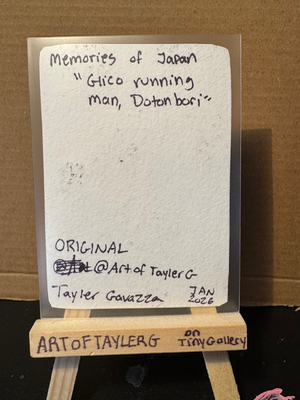 Memories of Japan
"Glico running
man, Dotonbori"
ORIGINAL
@Art of TaylerG
Tayler Gavazza
JAN
2026
ARTOFTAYLERG
on
TinyGallery